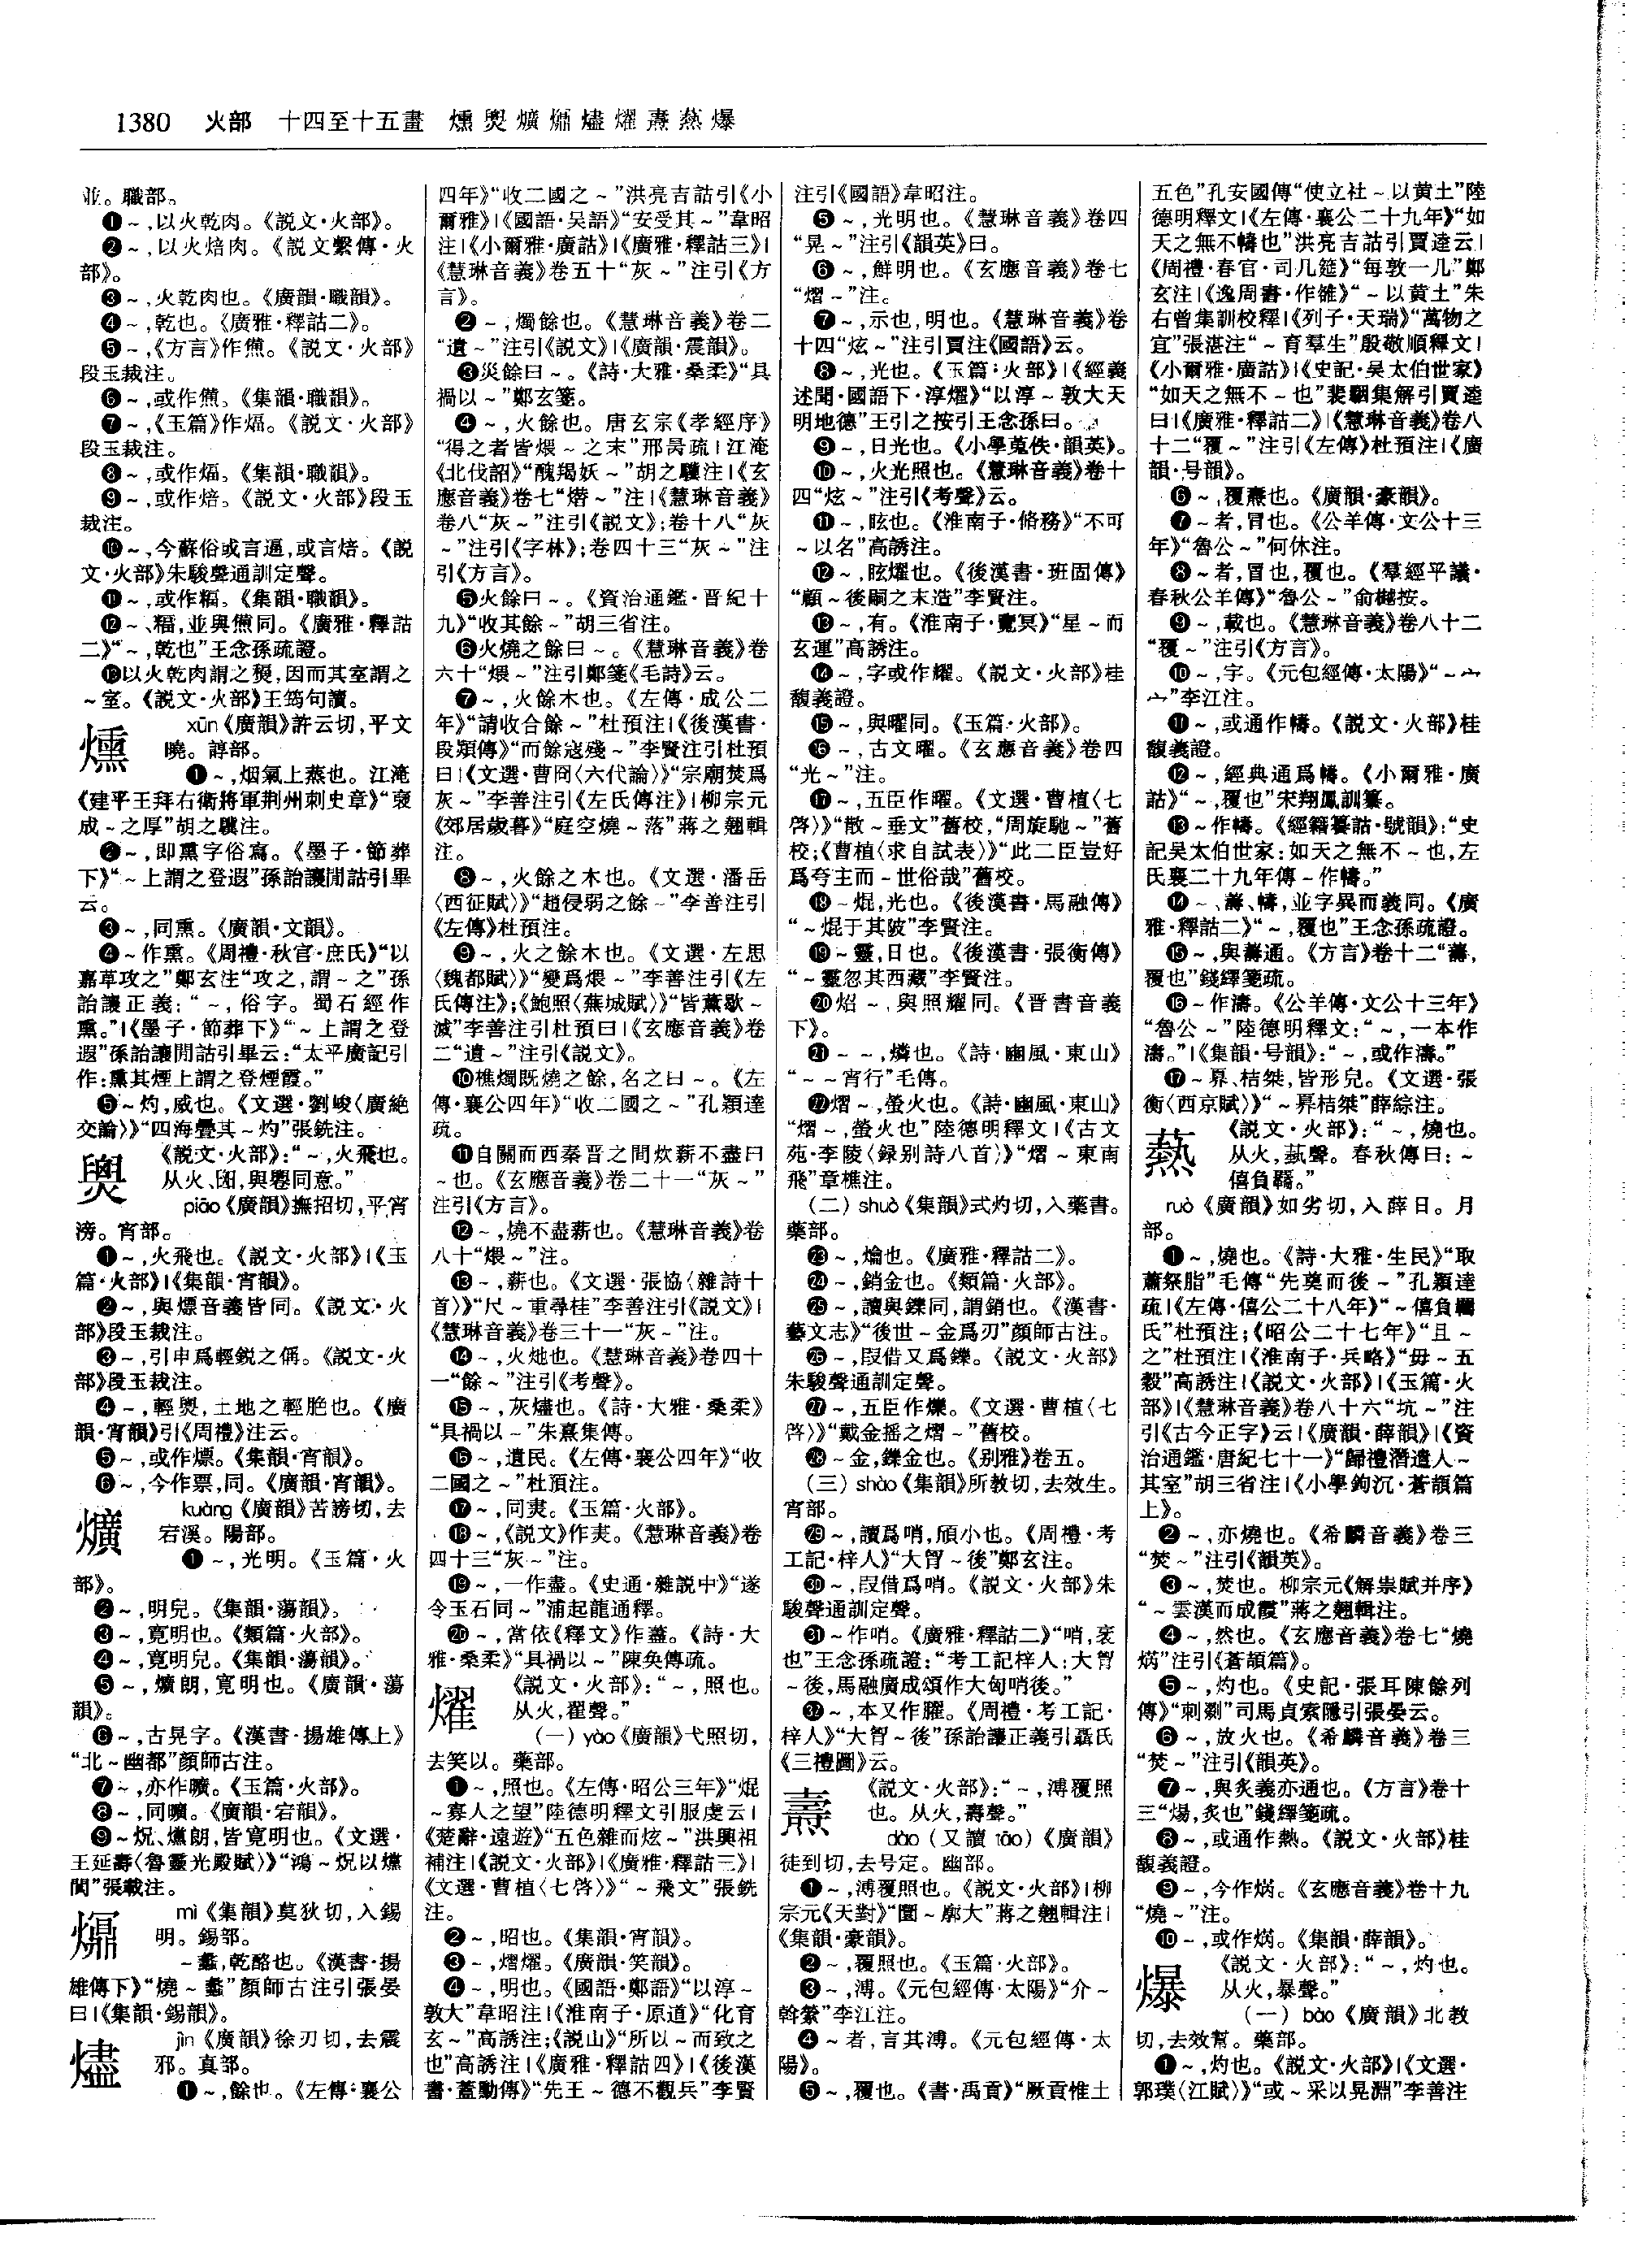 1380 火部 十四至十五畫 燻㷠爌㸏燼燿燾爇爆
並。職部。
❶～,以火乾肉。《説文·火部》。
❷～,以火焙肉。《説文繫傳·火
部》。
❸～,火乾肉也。《廣韻·職韻》。
❹～,乾也。《廣雅·釋詁二》。
❺～,《方言》作㷶。《説文·火部》
段玉裁注。
❻～,或作㷶。《集韻·職韻》。
❼～,《玉篇》作煏。《説文·火部》
段玉裁注。
❽～,或作煏。《集韻·職韻》。
❾～,或作焙。《説文·火部》段玉
裁注。
❿～,今蘇俗或言逼,或言焙。《説
文·火部》朱駿聲通訓定聲。
⓫～,或作䊧。《集韻·職韻》。
⓬～、䊧,並與㷶同。《廣雅·釋詁
二》“～,乾也”王念孫疏證。
⓭以火乾肉謂之䵋,因而其室謂之
～室。《説文·火部》王筠句讀。
燻
xūn《廣韻》許云切,平文
曉。諄部。
❶～,烟氣上蒸也。江淹
《建平王拜右衛將軍荆州刺史章》“褒
成～之厚”胡之驥注。
❷～,即熏字俗寫。《墨子·節葬
下》“～上謂之登遐”孫詒讓閒詁引畢
云。
❸～,同熏。《廣韻·文韻》。
❹～作熏。《周禮·秋官·庶氏》“以
嘉草攻之”鄭玄注“攻之,謂～之”孫
詒讓正義:“～,俗字。蜀石經作
熏。”|《墨子·節葬下》“～上謂之登
遐”孫詒讓閒詁引畢云:“太平廣記引
作:熏其煙上謂之登煙霞。”
❺～灼,威也。《文選·劉峻〈廣絶
交論〉》“四海疊其～灼”張銑注。
㷠
《説文·火部》:“～,火飛也。
从火、𠚖,與𢍱同意。”
piāo《廣韻》撫招切,平宵
滂。宵部。
❶～,火飛也。《説文·火部》|《玉
篇·火部》|《集韻·宵韻》。
❷～,與熛音義皆同。《説文·火
部》段玉裁注。
❸～,引申爲輕鋭之偁。《説文·火
部》段玉裁注。
❹～,輕㷠,土地之輕脆也。《廣
韻·宵韻》引《周禮》注云。
❺～,或作熛。《集韻·宵韻》。
❻～,今作票,同。《廣韻·宵韻》。
爌
kuàng《廣韻》苦謗切,去
宕溪。陽部。
❶～,光明。《玉篇·火
部》。
❷～,明皃。《集韻·蕩韻》。
❸～,寛明也。《類篇·火部》。
❹～,寛明皃。《集韻·蕩韻》。
❺～,爌朗,寛明也。《廣韻·蕩
韻》。
❻～,古晃字。《漢書·揚雄傳上》
“北～幽都”顔師古注。
❼～,亦作曠。《玉篇·火部》。
❽～,同曠。《廣韻·宕韻》。
❾～炾、爣朗,皆寛明也。《文選·
王延壽〈魯靈光殿賦〉》“鴻～炾以爣
閬”張載注。
㸏
mì《集韻》莫狄切,入錫
明。錫部。
～蠡,乾酪也。《漢書·揚
雄傳下》“燒～蠡”顔師古注引張晏
曰|《集韻·錫韻》。
燼
jìn《廣韻》徐刃切,去震
邪。真部。
❶～,餘也。《左傳·襄公
四年》“收二國之～”洪亮吉詁引《小
爾雅》|《國語·吴語》“安受其～”韋昭
注|《小爾雅·廣詁》|《廣雅·釋詁三》|
《慧琳音義》卷五十“灰～”注引《方
言》。
❷～,燭餘也。《慧琳音義》卷二
“遺～”注引《説文》|《廣韻·震韻》。
❸災餘曰～。《詩·大雅·桑柔》“具
禍以～”鄭玄箋。
❹～,火餘也。唐玄宗《孝經序》
“得之者皆煨～之末”邢昺疏|江淹
《北伐詔》“醜羯妖～”胡之驥注|《玄
應音義》卷七“熸～”注|《慧琳音義》
卷八“灰～”注引《説文》;卷十八“灰
～”注引《字林》;卷四十三“灰～”注
引《方言》。
❺火餘曰～。《資治通鑑·晋紀十
九》“收其餘～”胡三省注。
❻火燒之餘曰～。《慧琳音義》卷
六十“煨～”注引鄭箋《毛詩》云。
❼～,火餘木也。《左傳·成公二
年》“請收合餘～”杜預注|《後漢書·
段熲傳》“而餘寇殘～”李賢注引杜預
曰|《文選·曹冏〈六代論〉》“宗廟焚爲
灰～”李善注引《左氏傳注》|柳宗元
《郊居歲暮》“庭空燒～落”蔣之翹輯
注。
❽～,火餘之木也。《文選·潘岳
〈西征賦〉》“趙侵弱之餘～”李善注引
《左傳》杜預注。
❾～,火之餘木也。《文選·左思
〈魏都賦〉》“變爲煨～”李善注引《左
氏傳注》;《鮑照〈蕪城賦〉》“皆薰歇～
滅”李善注引杜預曰|《玄應音義》卷
二“遺～”注引《説文》。
❿樵燭既燒之餘,名之曰～。《左
傳·襄公四年》“收二國之～”孔穎達
疏。
⓫自關而西秦晋之間炊薪不盡曰
～也。《玄應音義》卷二十一“灰～”
注引《方言》。
⓬～,燒不盡薪也。《慧琳音義》卷
八十“煨～”注。
⓭～,薪也。《文選·張協〈雜詩十
首〉》“尺～重尋桂”李善注引《説文》|
《慧琳音義》卷三十一“灰～”注。
⓮～,火炧也。《慧琳音義》卷四十
一“餘～”注引《考聲》。
⓯～,灰燼也。《詩·大雅·桑柔》
“具禍以～”朱熹集傳。
⓰～,遺民。《左傳·襄公四年》“收
二國之～”杜預注。
⓱～,同㶳。《玉篇·火部》。
⓲～,《説文》作㶳。《慧琳音義》卷
四十三“灰～”注。
⓳～,一作盡。《史通·雜説中》“遂
令玉石同～”浦起龍通釋。
⓴～,當依《釋文》作藎。《詩·大
雅·桑柔》“具禍以～”陳奂傳疏。
燿
《説文·火部》:“～,照也。
从火,翟聲。”
(一) yào《廣韻》弋照切,
去笑以。藥部。
❶～,照也。《左傳·昭公三年》“焜
～寡人之望”陸德明釋文引服虔云|
《楚辭·遠遊》“五色雜而炫～”洪興祖
補注|《説文·火部》|《廣雅·釋詁三》|
《文選·曹植〈七啓〉》“～飛文”張銑
注。
❷～,昭也。《集韻·宵韻》。
❸～,熠燿。《廣韻·笑韻》。
❹～,明也。《國語·鄭語》“以淳～
敦大”韋昭注|《淮南子·原道》“化育
玄～”高誘注;《説山》“所以～而致之
也”高誘注|《廣雅·釋詁四》|《後漢
書·蓋勳傳》“先王～德不觀兵”李賢
注引《國語》韋昭注。
❺～,光明也。《慧琳音義》卷四
“晃～”注引《韻英》曰。
❻～,鮮明也。《玄應音義》卷七
“熠～”注。
❼～,示也,明也。《慧琳音義》卷
十四“炫～”注引賈注《國語》云。
❽～,光也。《玉篇·火部》|《經義
述聞·國語下·淳燿》“以淳～敦大天
明地德”王引之按引王念孫曰。
❾～,日光也。《小學蒐佚·韻英》。
❿～,火光照也。《慧琳音義》卷十
四“炫～”注引《考聲》云。
⓫～,眩也。《淮南子·脩務》“不可
～以名”高誘注。
⓬～,眩燿也。《後漢書·班固傳》
“顧～後嗣之末造”李賢注。
⓭～,有。《淮南子·覽冥》“星～而
玄運”高誘注。
⓮～,字或作耀。《説文·火部》桂
馥義證。
⓯～,與曜同。《玉篇·火部》。
⓰～,古文曜。《玄應音義》卷四
“光～”注。
⓱～,五臣作曜。《文選·曹植〈七
啓〉》“散～垂文”舊校,“周旋馳～”舊
校;《曹植〈求自試表〉》“此二臣豈好
爲夸主而～世俗哉”舊校。
⓲～焜,光也。《後漢書·馬融傳》
“～焜于其陂”李賢注。
⓳～靈,日也。《後漢書·張衡傳》
“～靈忽其西藏”李賢注。
⓴炤～,與照耀同。《晋書音義
下》。
㉑～～,燐也。《詩·豳風·東山》
“～～宵行”毛傳。
㉒熠～,螢火也。《詩·豳風·東山》
“熠～,螢火也”陸德明釋文|《古文
苑·李陵〈録别詩八首〉》“熠～東南
飛”章樵注。
(二) shuò《集韻》式灼切,入藥書。
藥部。
㉓～,爚也。《廣雅·釋詁二》。
㉔～,銷金也。《類篇·火部》。
㉕～,讀與鑠同,謂銷也。《漢書·
藝文志》“後世～金爲刃”顔師古注。
㉖～,叚借又爲鑠。《説文·火部》
朱駿聲通訓定聲。
㉗～,五臣作爍。《文選·曹植〈七
啓〉》“戴金摇之熠～”舊校。
㉘～金,鑠金也。《别雅》卷五。
(三) shào《集韻》所教切,去效生。
宵部。
㉙～,讀爲哨,頎小也。《周禮·考
工記·梓人》“大胷～後”鄭玄注。
㉚～,叚借爲哨。《説文·火部》朱
駿聲通訓定聲。
㉛～作哨。《廣雅·釋詁二》“哨,衺
也”王念孫疏證:“考工記梓人:大胷
～後,馬融廣成頌作大匈哨後。”
㉜～,本又作臞。《周禮·考工記·
梓人》“大胷～後”孫詒讓正義引聶氏
《三禮圖》云。
燾
《説文·火部》:“～,溥覆照
也。从火,壽聲。”
dào(又讀 tāo)《廣韻》
徒到切,去号定。幽部。
❶～,溥覆照也。《説文·火部》|柳
宗元《天對》“圜～廓大”蔣之翹輯注|
《集韻·豪韻》。
❷～,覆照也。《玉篇·火部》。
❸～,溥。《元包經傳·太陽》“介～
斡縈”李江注。
❹～者,言其溥。《元包經傳·太
陽》。
❺～,覆也。《書·禹貢》“厥貢惟土
五色”孔安國傳“使立社～以黄土”陸
德明釋文|《左傳·襄公二十九年》“如
天之無不幬也”洪亮吉詁引賈逵云|
《周禮·春官·司几筵》“每敦一几”鄭
玄注|《逸周書·作雒》“～以黄土”朱
右曾集訓校釋|《列子·天瑞》“萬物之
宜”張湛注“～育羣生”殷敬順釋文|
《小爾雅·廣詁》|《史記·吴太伯世家》
“如天之無不～也”裴駰集解引賈逵
曰|《廣雅·釋詁二》|《慧琳音義》卷八
十二“覆～”注引《左傳》杜預注|《廣
韻·号韻》。
❻～,覆燾也。《廣韻·豪韻》。
❼～者,冒也。《公羊傳·文公十三
年》“魯公～”何休注。
❽～者,冒也,覆也。《羣經平議·
春秋公羊傳》“魯公～”俞樾按。
❾～,載也。《慧琳音義》卷八十二
“覆～”注引《方言》。
❿～,字。《元包經傳·太陽》“～宀
宀”李江注。
⓫～,或通作幬。《説文·火部》桂
馥義證。
⓬～,經典通爲幬。《小爾雅·廣
詁》“～,覆也”宋翔鳳訓纂。
⓭～作幬。《經籍籑詁·號韻》:“史
記吴太伯世家:如天之無不～也,左
氏襄二十九年傳～作幬。”
⓮～、翿、幬,並字異而義同。《廣
雅·釋詁二》“～,覆也”王念孫疏證。
⓯～,與翿通。《方言》卷十二“翿,
覆也”錢繹箋疏。
⓰～作濤。《公羊傳·文公十三年》
“魯公～”陸德明釋文:“～,一本作
濤。”|《集韻·号韻》:“～,或作濤。”
⓱～奡、桔桀,皆形皃。《文選·張
衡〈西京賦〉》“～奡桔桀”薛綜注。
爇
《説文·火部》:“～,燒也。
从火,蓺聲。春秋傳曰:～
僖負羈。”
ruò《廣韻》如劣切,入薛日。月
部。
❶～,燒也。《詩·大雅·生民》“取
蕭祭脂”毛傳“先奠而後～”孔穎達
疏|《左傳·僖公二十八年》“～僖負羈
氏”杜預注;《昭公二十七年》“且～
之”杜預注|《淮南子·兵略》“毋～五
穀”高誘注|《説文·火部》|《玉篇·火
部》|《慧琳音義》卷八十六“坑～”注
引《古今正字》云|《廣韻·薛韻》|《資
治通鑑·唐紀七十一》“歸禮潛遣人～
其室”胡三省注|《小學鉤沉·蒼頡篇
上》。
❷～,亦燒也。《希麟音義》卷三
“焚～”注引《韻英》。
❸～,焚也。柳宗元《解祟賦并序》
“～雲漢而成霞”蔣之翹輯注。
❹～,然也。《玄應音義》卷七“燒
焫”注引《蒼頡篇》。
❺～,灼也。《史記·張耳陳餘列
傳》“刺剟”司馬貞索隱引張晏云。
❻～,放火也。《希麟音義》卷三
“焚～”注引《韻英》。
❼～,與炙義亦通也。《方言》卷十
三“煬,炙也”錢繹箋疏。
❽～,或通作熱。《説文·火部》桂
馥義證。
❾～,今作焫。《玄應音義》卷十九
“燒～”注。
❿～,或作焫。《集韻·薛韻》。
爆
《説文·火部》:“～,灼也。
从火,暴聲。”
(一) bào《廣韻》北教
切,去效幫。藥部。
❶～,灼也。《説文·火部》|《文選·
郭璞〈江賦〉》“或～采以晃淵”李善注